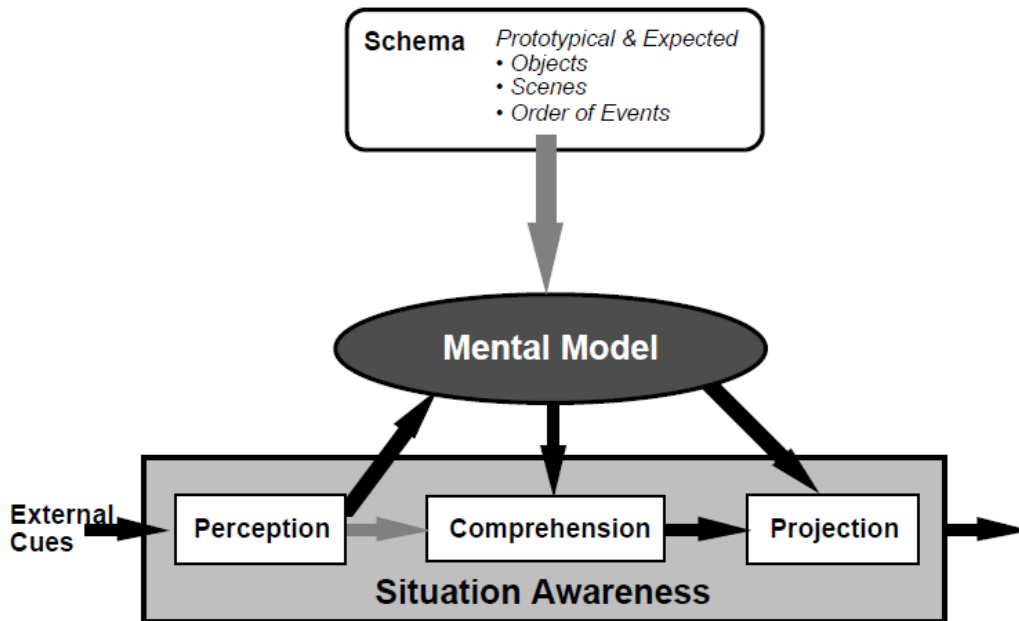 Schema
Prototypical & Expected
• Objects
• Scenes
• Order of Events
Mental Model
External
Cues
Perception
Comprehension
Projection
Situation Awareness